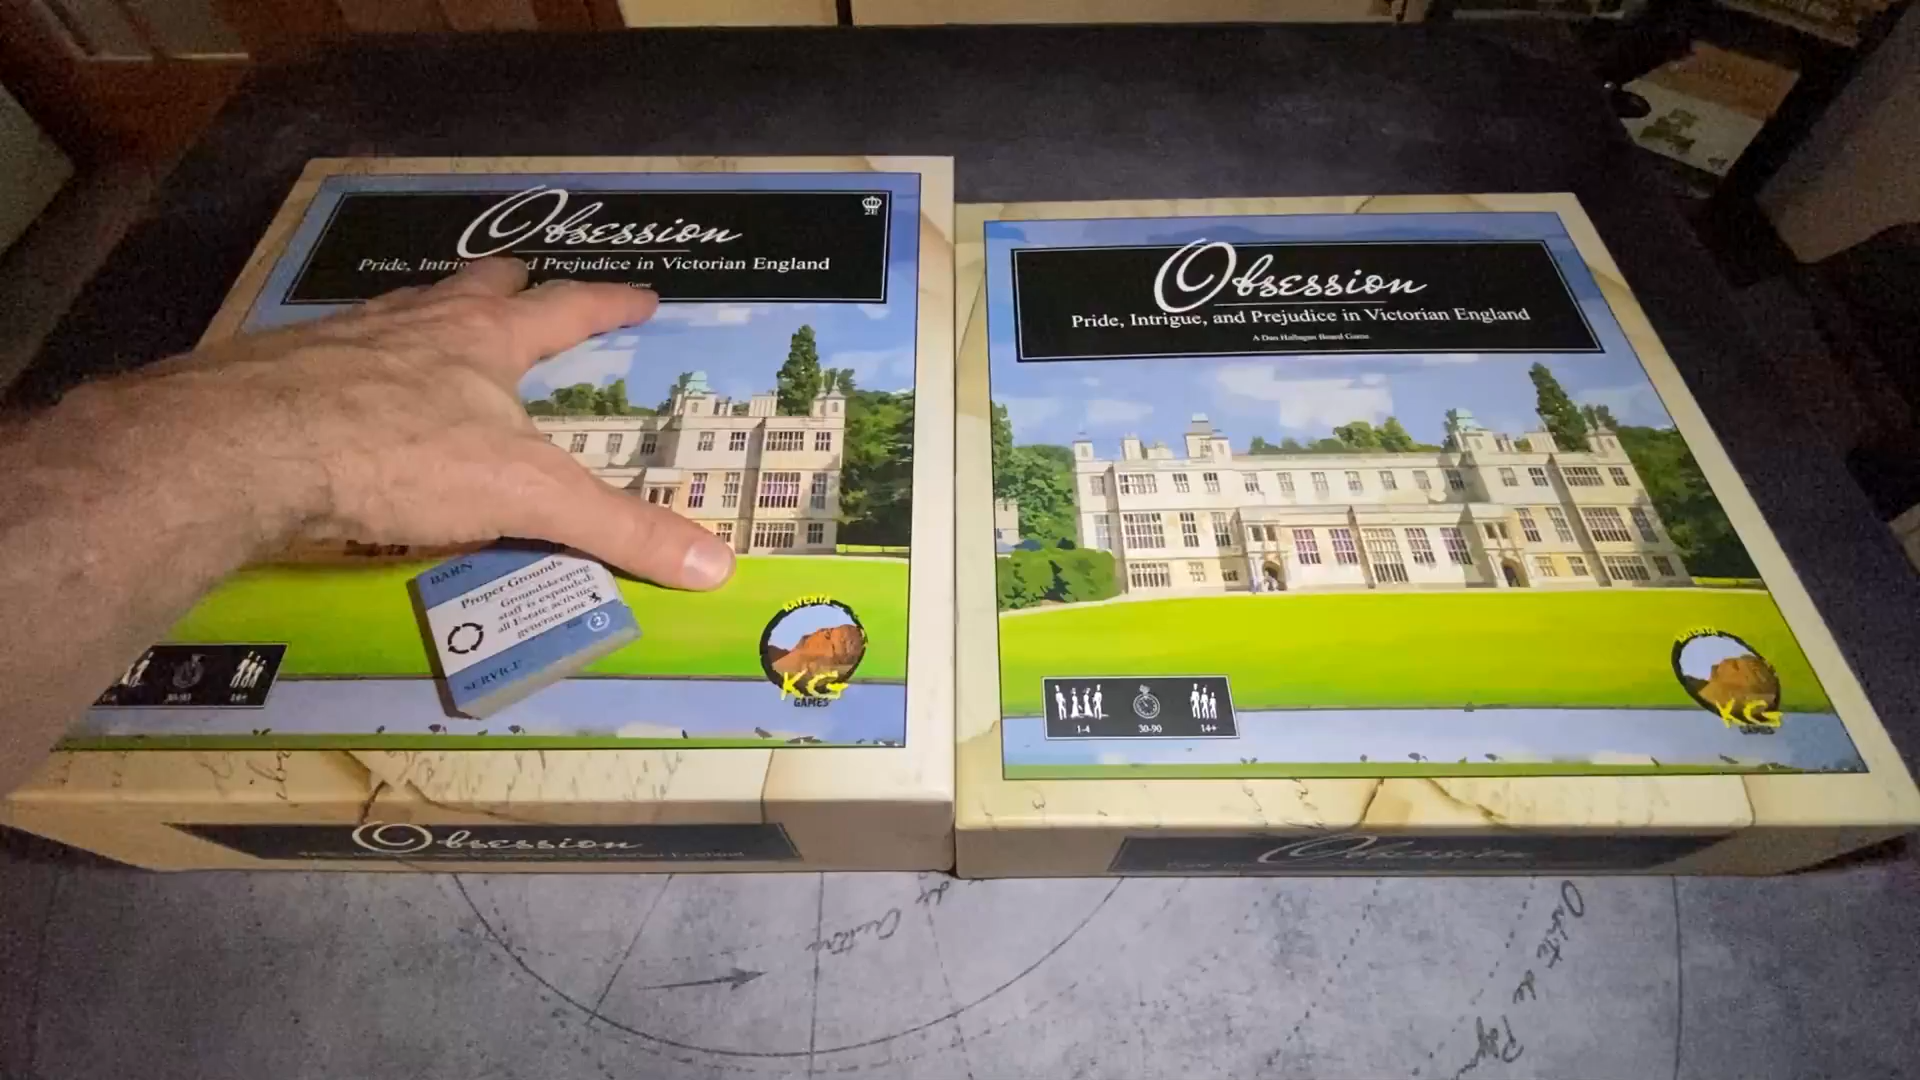 Obsession
2E
Pride, Intrig d Prejudice in Victorian England
BARN
Proper Grounds
Groundskeeping
staff is expanded;
all Estate activities
generate one
2
SERVICE
KAYENTA
KG
GAMES
Obsession
Obsession
Pride, Intrigue, and Prejudice in Victorian England
A Dan Hallagan Board Game
1-4 30-90 14+
KG
GAMES
Obsession